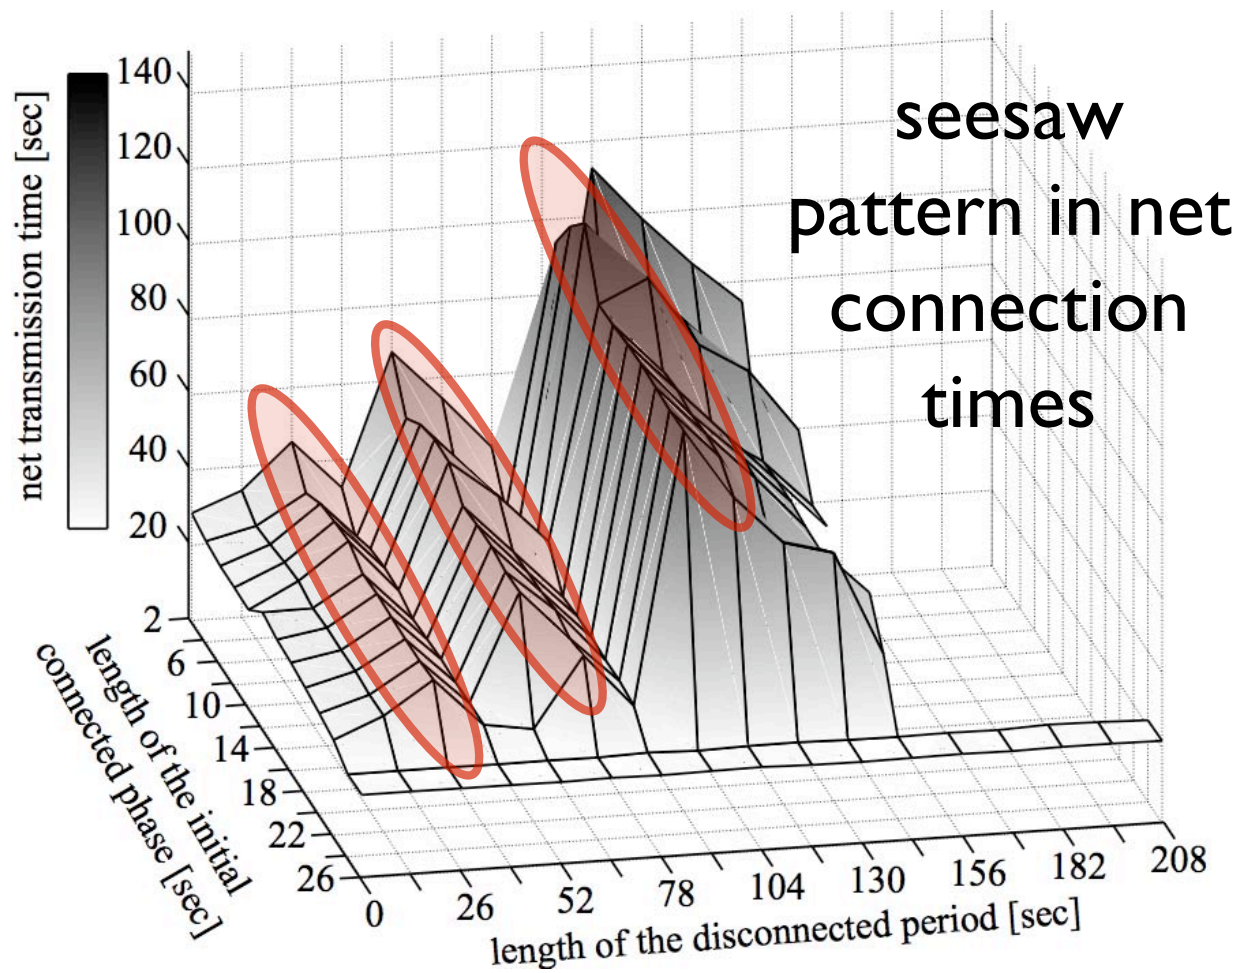 seesaw
pattern in net
connection
times
net transmission time [sec]
140
120
100
80
60
40
20
2
6
10
14
18
22
26
length of the initial
connected phase [sec]
0
26
52
78
104
130
156
182
208
length of the disconnected period [sec]